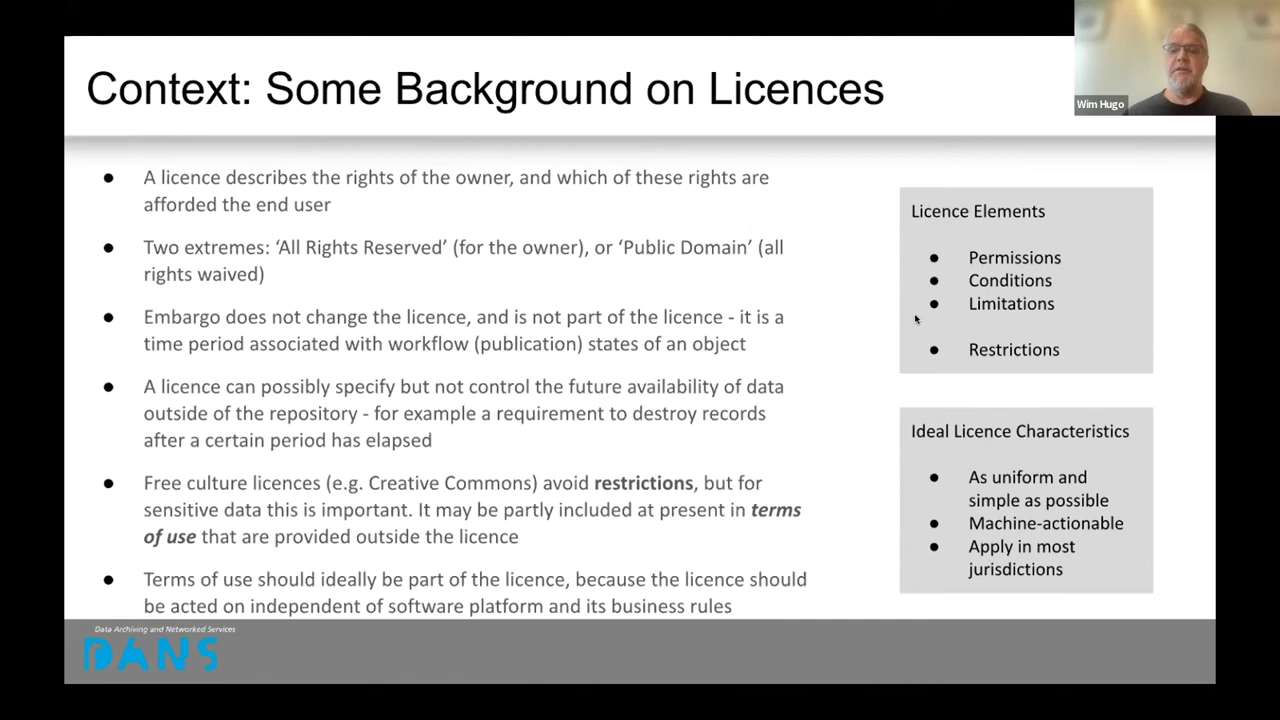 Context: Some Background on Licences
Wim Hugo
● A licence describes the rights of the owner, and which of these rights are
afforded the end user
● Two extremes: ‘All Rights Reserved’ (for the owner), or ‘Public Domain’ (all
rights waived)
● Embargo does not change the licence, and is not part of the licence - it is a
time period associated with workflow (publication) states of an object
● A licence can possibly specify but not control the future availability of data
outside of the repository - for example a requirement to destroy records
after a certain period has elapsed
● Free culture licences (e.g. Creative Commons) avoid restrictions, but for
sensitive data this is important. It may be partly included at present in terms
of use that are provided outside the licence
● Terms of use should ideally be part of the licence, because the licence should
be acted on independent of software platform and its business rules
Licence Elements
● Permissions
● Conditions
● Limitations
● Restrictions
Ideal Licence Characteristics
● As uniform and
simple as possible
● Machine-actionable
● Apply in most
jurisdictions
Data Archiving and Networked Services
DANS